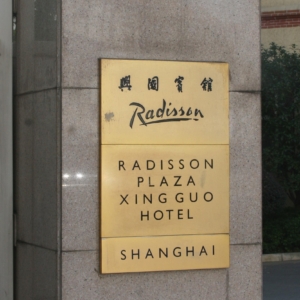 興國賓館
Radisson
RADISSON
PLAZA
XING GUO
HOTEL
SHANGHAI